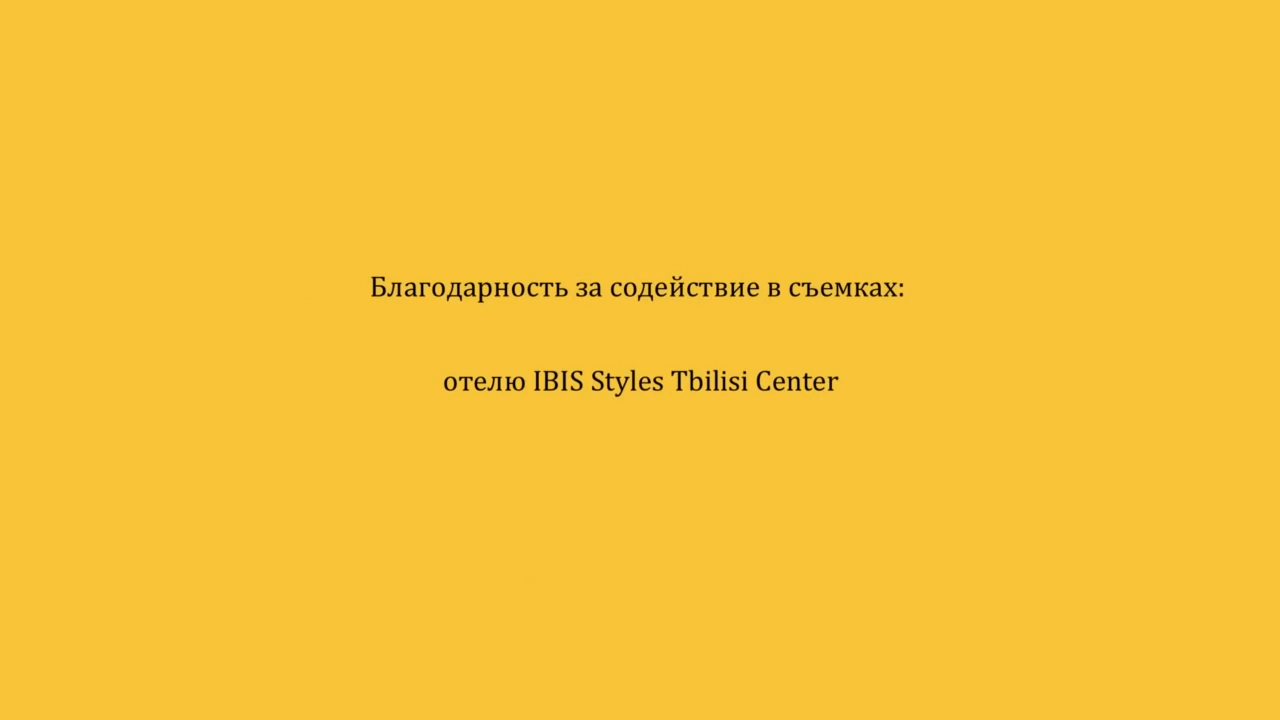 Благодарность за содействие в съемках:
отелю IBIS Styles Tbilisi Center